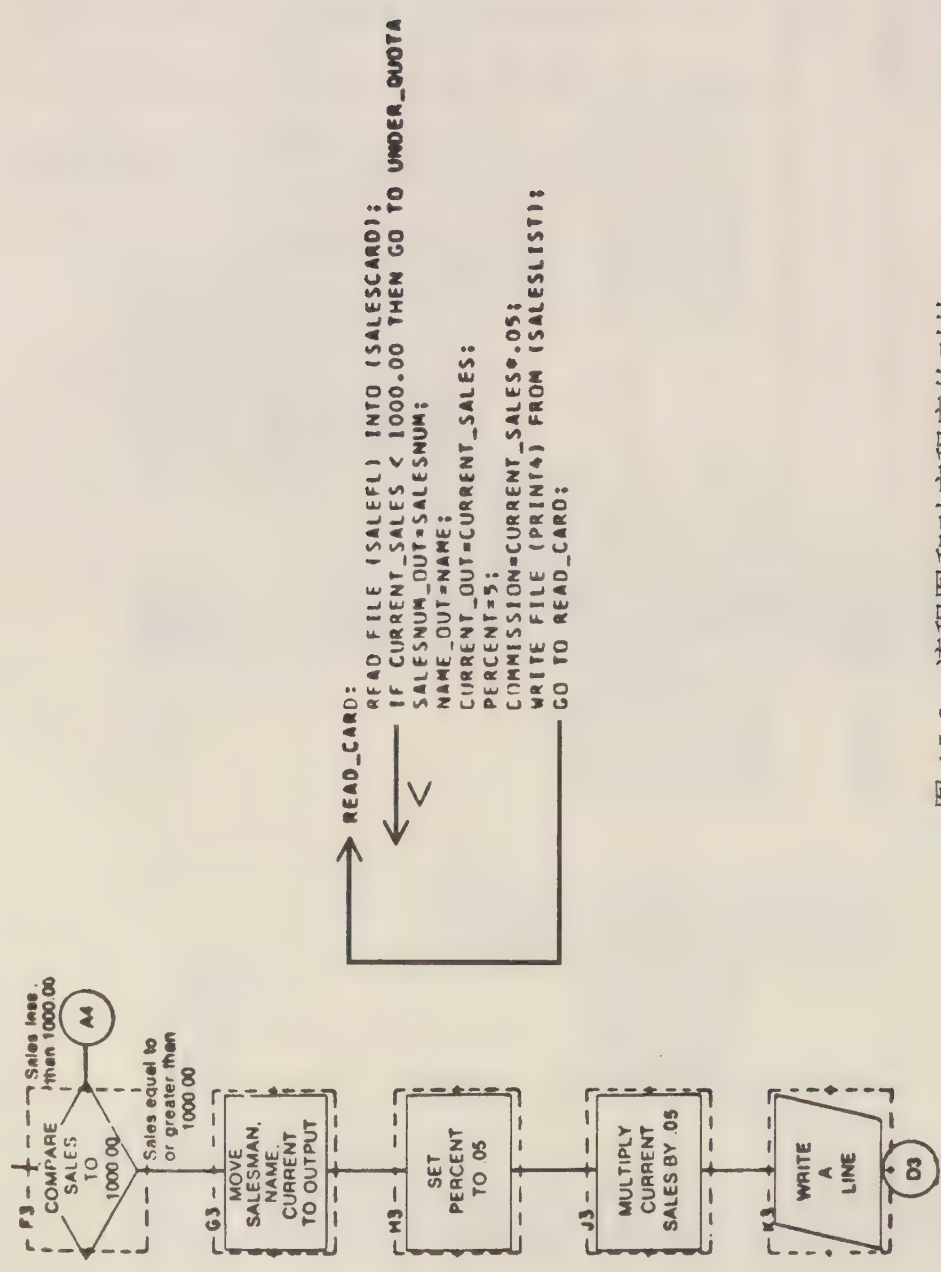 F3
Sales less
then 1000.00
COMPARE
SALES
TO
1000 00
A4
Sales equal to
or greater then
1000 00
G3
MOVE
SALESMAN,
NAME,
CURRENT
TO OUTPUT
H3
SET
PERCENT
TO .05
J3
MULTIPLY
CURRENT
SALES BY .05
K3
WRITE
A
LINE
D3
READ_CARD:
READ FILE (SALEFL) INTO (SALESCARD);
IF CURRENT_SALES < 1000.00 THEN GO TO UNDER_QUOTA
SALESNUM_OUT=SALESNUM;
NAME_OUT=NAME;
CURRENT_OUT=CURRENT_SALES;
PERCENT=5;
COMMISSION=CURRENT_SALES*.05;
WRITE FILE (PRINT4) FROM (SALESLIST);
GO TO READ_CARD;
<